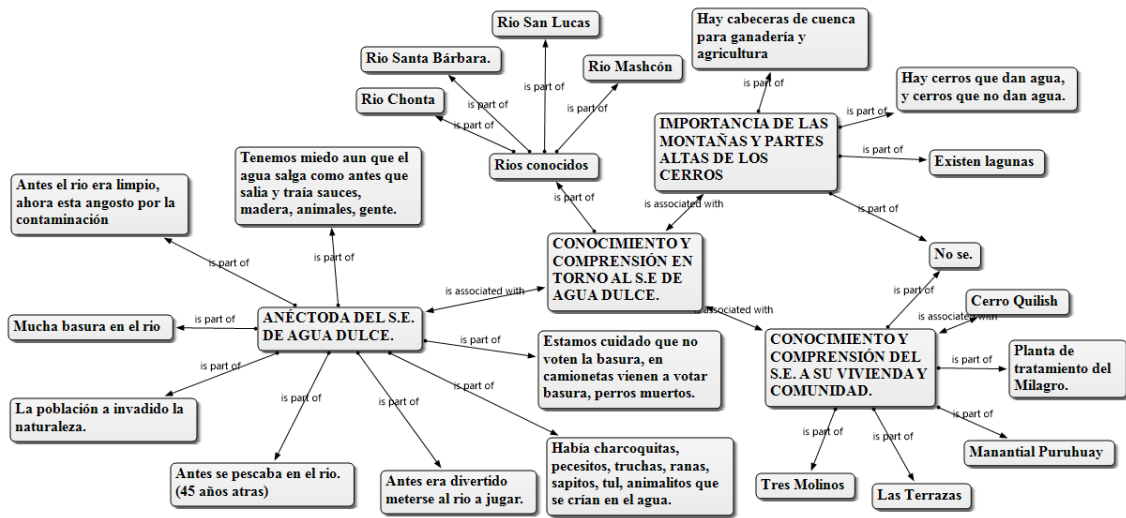 Rio San Lucas
Hay cabeceras de cuenca
para ganadería y
agricultura
Rio Santa Bárbara.
Rio Mashcón
Hay cerros que dan agua,
y cerros que no dan agua.
Rio Chonta
is part of
is part of
is part of
is part of
is part of
is part of
IMPORTANCIA DE LAS
MONTAÑAS Y PARTES
ALTAS DE LOS
CERROS
is part of
Existen lagunas
Rios conocidos
Tenemos miedo aun que el
agua salga como antes que
salia y traía sauces,
madera, animales, gente.
Antes el rio era limpio,
ahora esta angosto por la
contaminación
is part of
is associated with
is part of
No se.
CONOCIMIENTO Y
COMPRENSIÓN EN
TORNO AL S.E DE
AGUA DULCE.
is part of
is part of
is associated with
is associated with
is part of
Cerro Quilish
is associated with
Mucha basura en el rio
is part of
ANÉCTODA DEL S.E.
DE AGUA DULCE.
is part of
Estamos cuidado que no
voten la basura, en
camionetas vienen a votar
basura, perros muertos.
CONOCIMIENTO Y
COMPRENSIÓN DEL
S.E. A SU VIVIENDA Y
COMUNIDAD.
is part of
Planta de
tratamiento del
Milagro.
is part of
La población a invadido la
naturaleza.
is part of
is part of
is part of
is part of
is part of
is part of
Manantial Puruhuay
Antes se pescaba en el rio.
(45 años atras)
Antes era divertido
meterse al rio a jugar.
Había charcoquitas,
pecesitos, truchas, ranas,
sapitos, tul, animalitos que
se crían en el agua.
Tres Molinos
Las Terrazas